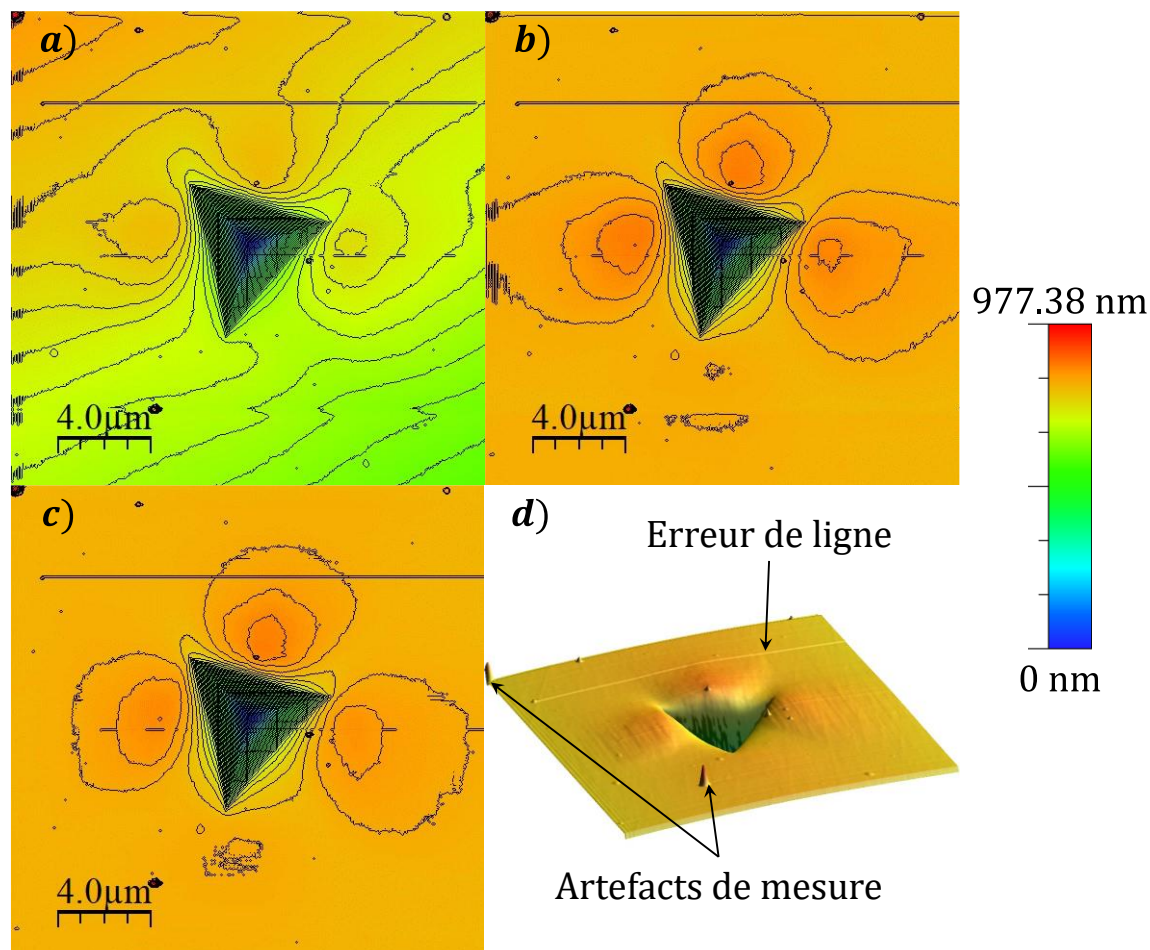 a)
b)
4.0µm
4.0µm
977.38 nm
0 nm
c)
d)
Erreur de ligne
4.0µm
Artefacts de mesure